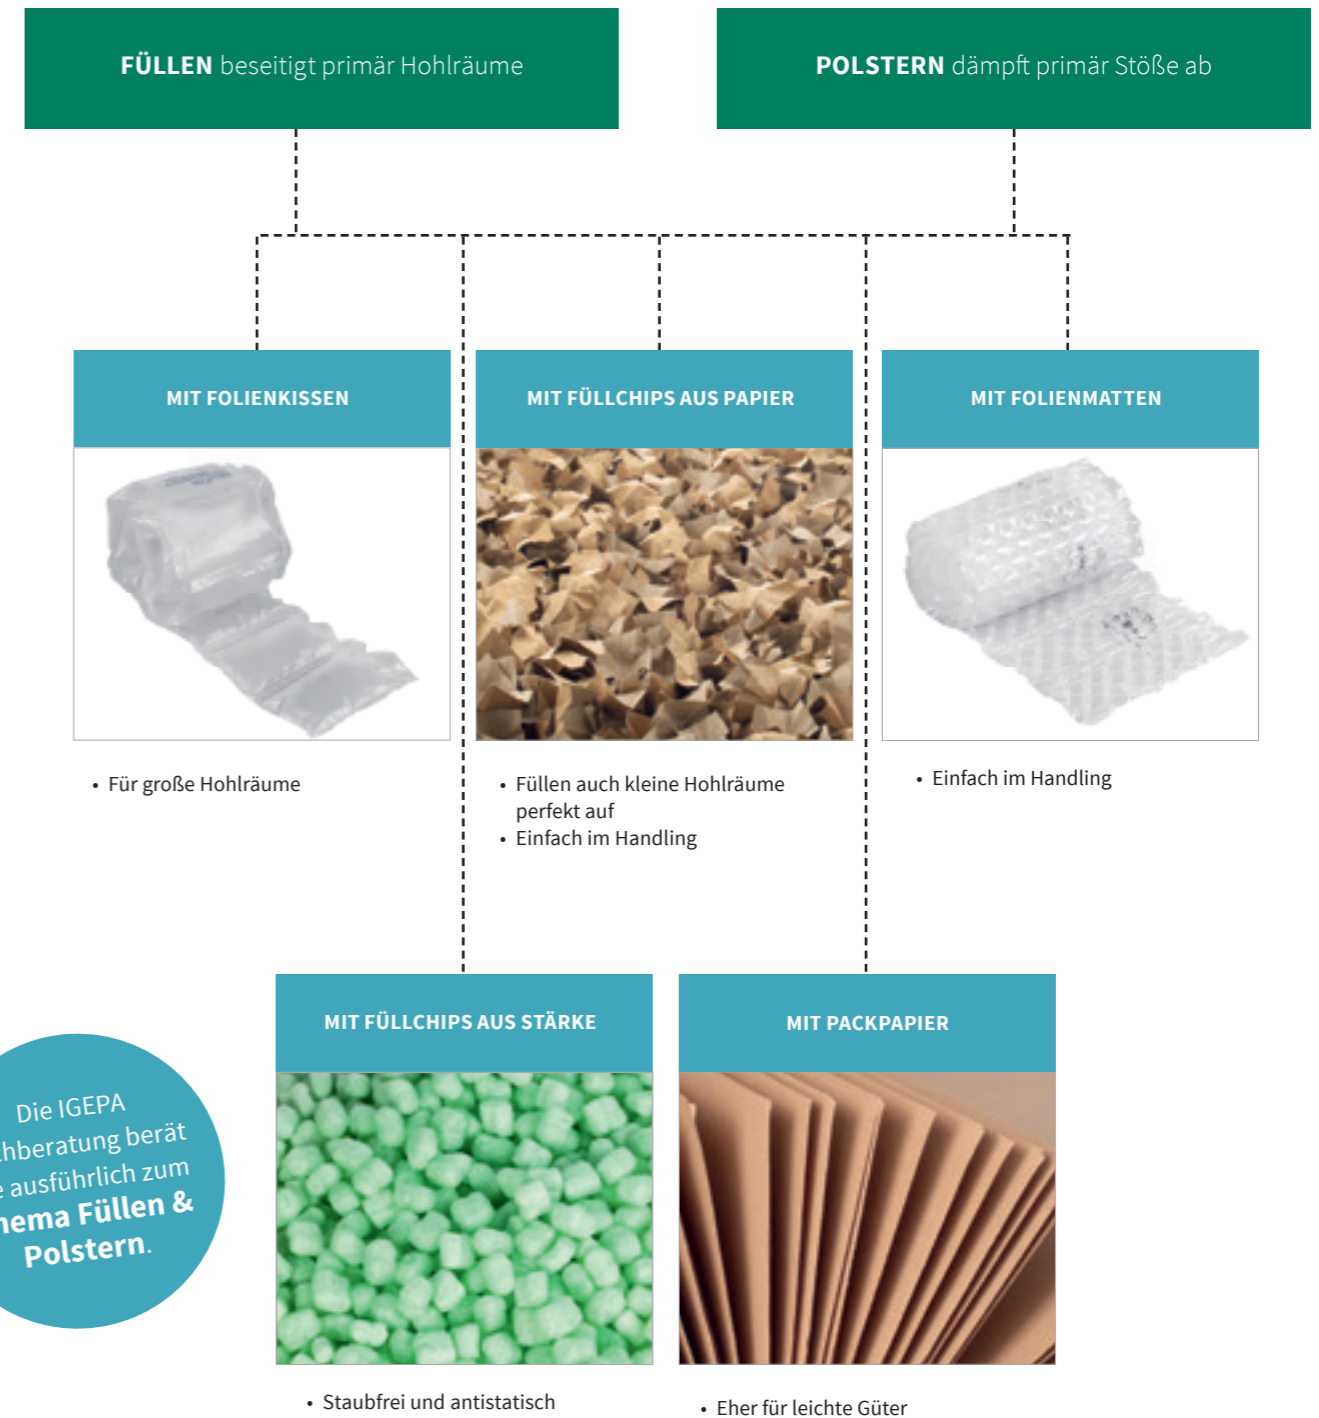 FÜLLEN beseitigt primär Hohlräume
POLSTERN dämpft primär Stöße ab
MIT FOLIENKISSEN
MIT FÜLLCHIPS AUS PAPIER
MIT FOLIENMATTEN
• Für große Hohlräume
• Füllen auch kleine Hohlräume
perfekt auf
• Einfach im Handling
• Einfach im Handling
MIT FÜLLCHIPS AUS STÄRKE
MIT PACKPAPIER
Die IGEPA
berät
ausführlich zum
Füllen &
Polstern.
• Staubfrei und antistatisch
• Eher für leichte Güter